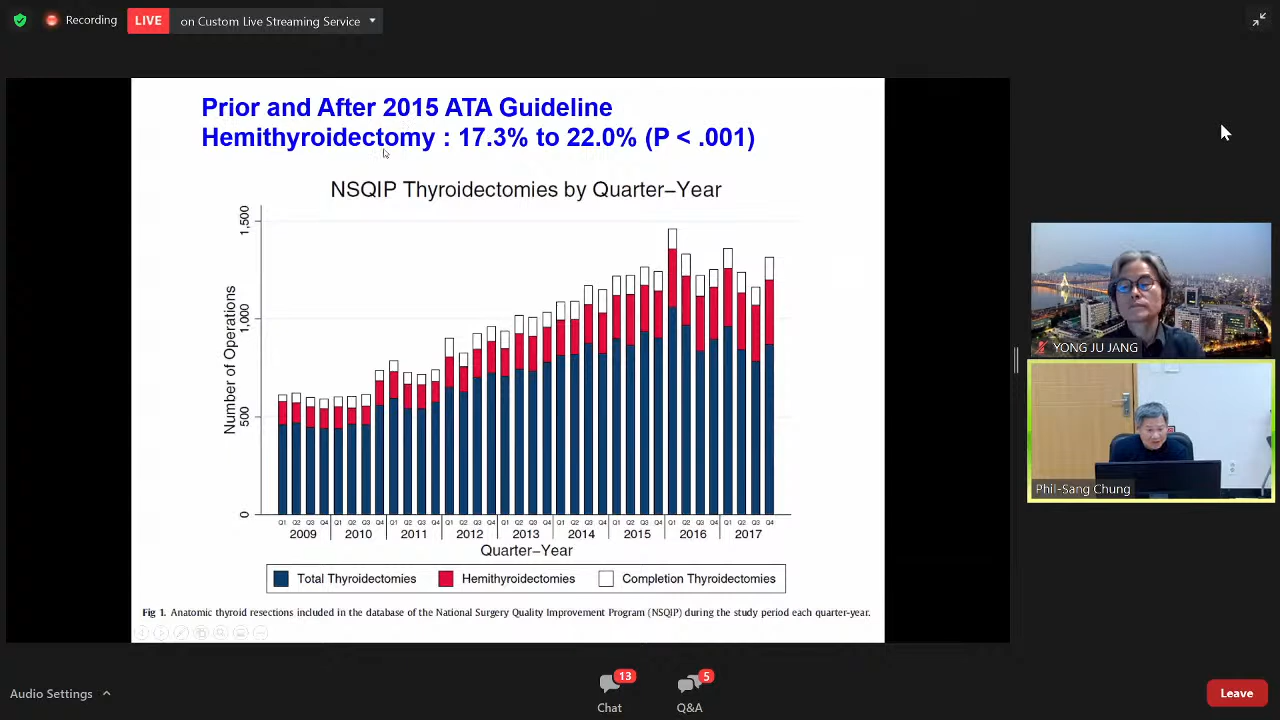 Recording
LIVE
on Custom Live Streaming Service
Prior and After 2015 ATA Guideline
Hemithyroidectomy : 17.3% to 22.0% (P < .001)
NSQIP Thyroidectomies by Quarter–Year
Number of Operations
1,500
1,000
500
0
Q1 Q2 Q3 Q4 Q1 Q2 Q3 Q4 Q1 Q2 Q3 Q4 Q1 Q2 Q3 Q4 Q1 Q2 Q3 Q4 Q1 Q2 Q3 Q4 Q1 Q2 Q3 Q4 Q1 Q2 Q3 Q4 Q1 Q2 Q3 Q4
2009 2010 2011 2012 2013 2014 2015 2016 2017
Quarter–Year
Total Thyroidectomies Hemithyroidectomies Completion Thyroidectomies
Fig 1. Anatomic thyroid resections included in the database of the National Surgery Quality Improvement Program (NSQIP) during the study period each quarter-year.
YONG JU JANG
Phil-Sang Chung
Audio Settings
13
Chat
5
Q&A
Leave